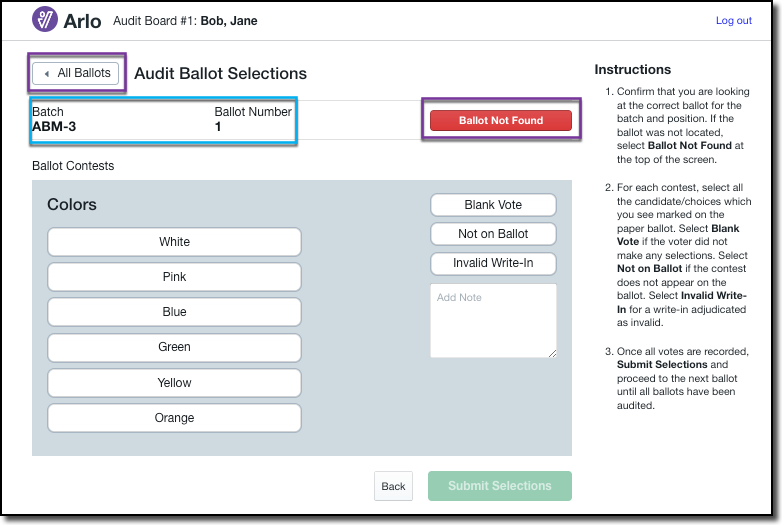 Arlo
Audit Board #1: Bob, Jane
Log out
All Ballots
Audit Ballot Selections
Batch
ABM-3
Ballot Number
1
Ballot Not Found
Ballot Contests
Colors
White
Pink
Blue
Green
Yellow
Orange
Blank Vote
Not on Ballot
Invalid Write-In
Add Note
Back
Submit Selections
Instructions
1. Confirm that you are looking
at the correct ballot for the
batch and position. If the
ballot was not located,
select Ballot Not Found at
the top of the screen.
2. For each contest, select all
the candidate/choices which
you see marked on the
paper ballot. Select Blank
Vote if the voter did not
make any selections. Select
Not on Ballot if the contest
does not appear on the
ballot. Select Invalid Write-
In for a write-in adjudicated
as invalid.
3. Once all votes are recorded,
Submit Selections and
proceed to the next ballot
until all ballots have been
audited.